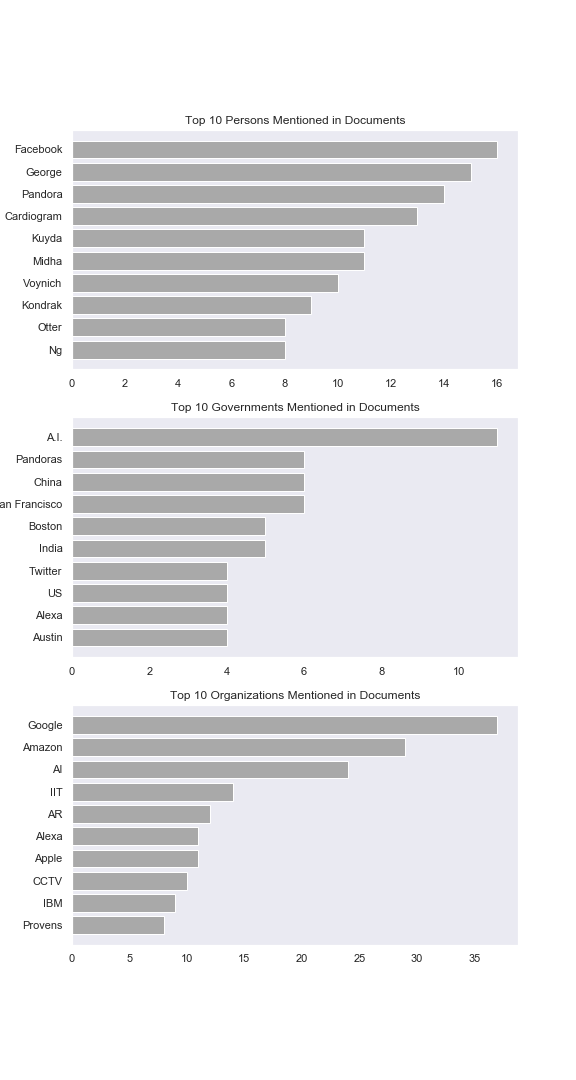 Top 10 Persons Mentioned in Documents
Facebook
George
Pandora
Cardiogram
Kuyda
Midha
Voynich
Kondrak
Otter
Ng
0 2 4 6 8 10 12 14 16
Top 10 Governments Mentioned in Documents
A.I.
Pandoras
China
an Francisco
Boston
India
Twitter
US
Alexa
Austin
0 2 4 6 8 10
Top 10 Organizations Mentioned in Documents
Google
Amazon
AI
IIT
AR
Alexa
Apple
CCTV
IBM
Provens
0 5 10 15 20 25 30 35